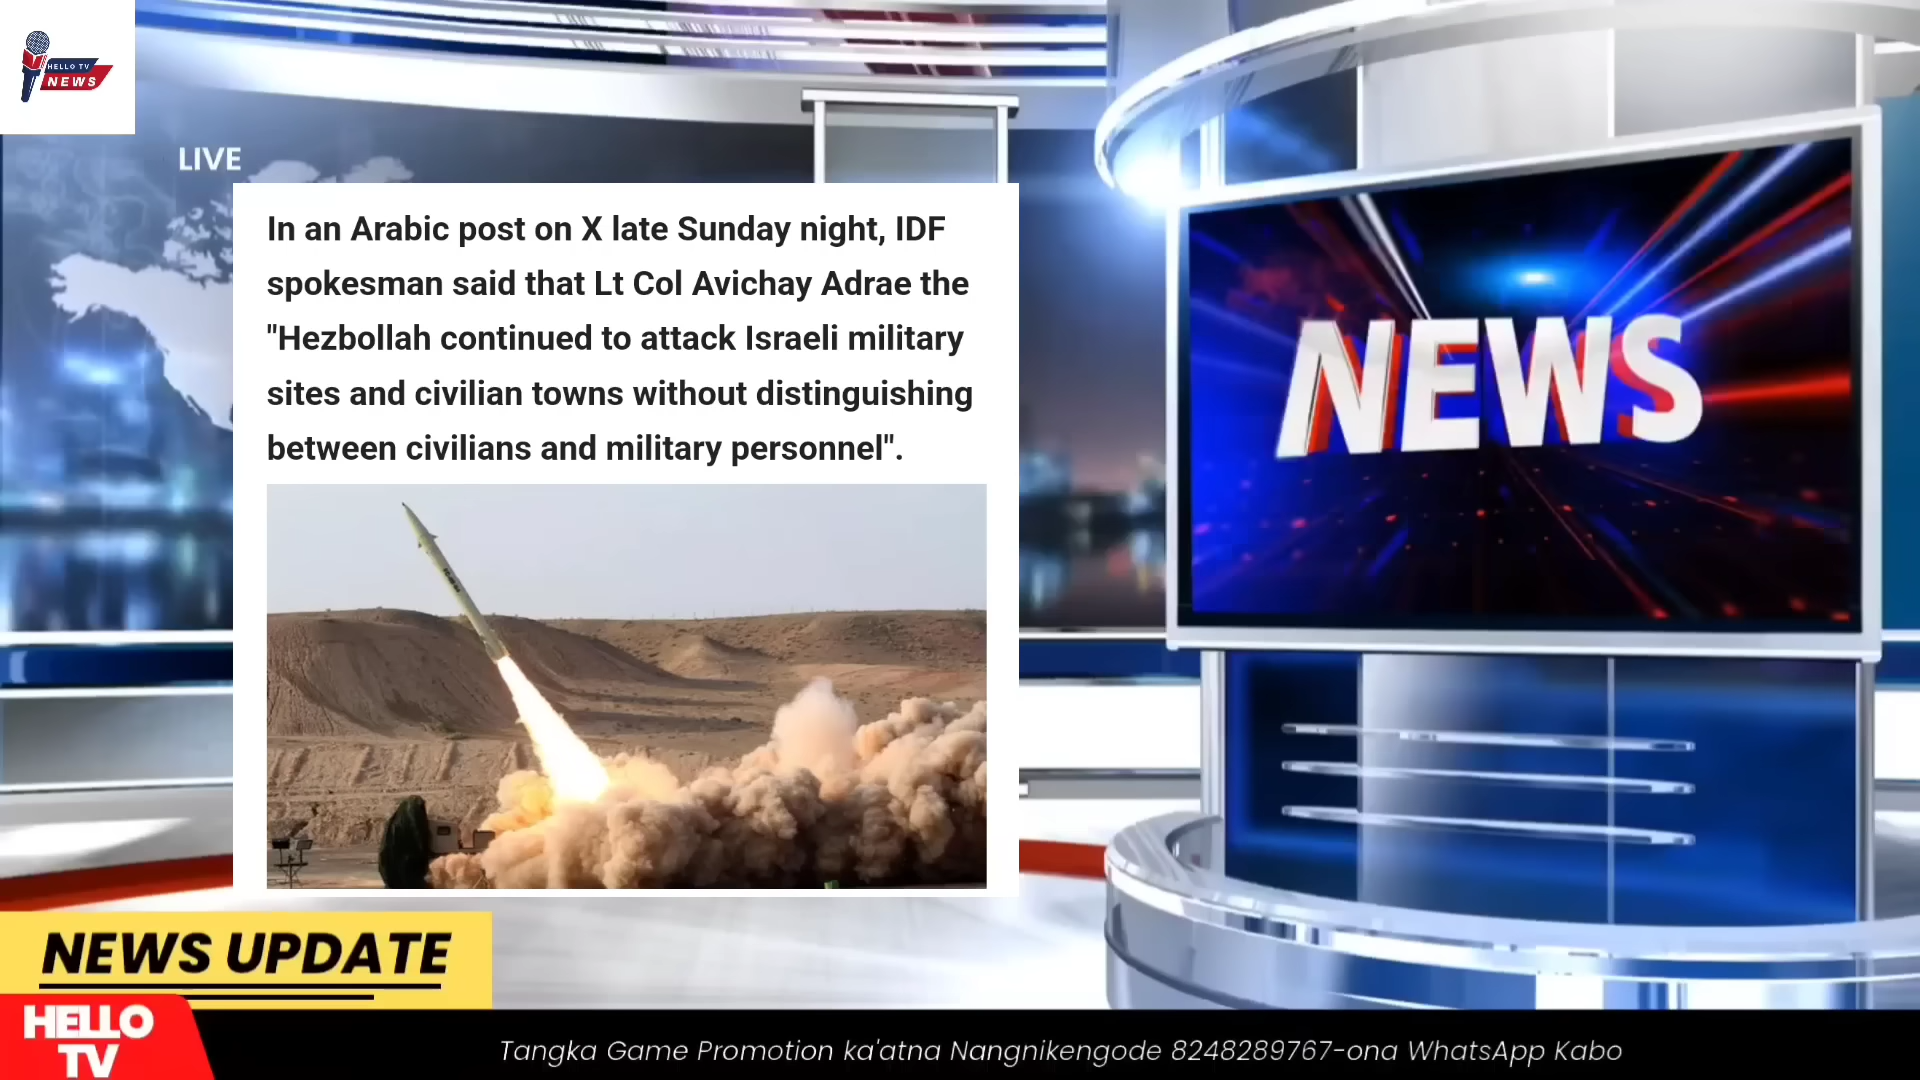 HELLO TV
NEWS
LIVE
In an Arabic post on X late Sunday night, IDF
spokesman said that Lt Col Avichay Adrae the
"Hezbollah continued to attack Israeli military
sites and civilian towns without distinguishing
between civilians and military personnel".
NEWS
NEWS UPDATE
HELLO
TV
Tangka Game Promotion ka'atna Nangnikengode 8248289767-ona WhatsApp Kabo